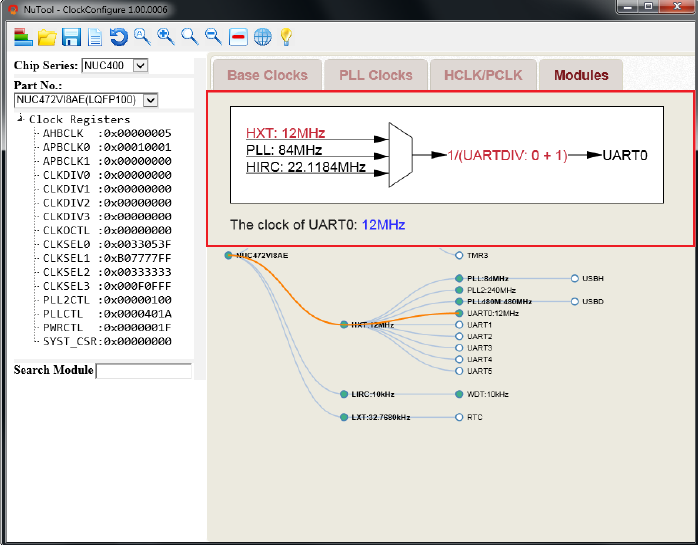 NuTool - ClockConfigure 1.00.0006
Chip Series: NUC400
Part No.:
NUC472VI8AE(LQFP100)
Clock Registers
AHBCLK :0x00000005
APBCLK0 :0x00010001
APBCLK1 :0x00000000
CLKDIV0 :0x00000000
CLKDIV1 :0x00000000
CLKDIV2 :0x00000000
CLKDIV3 :0x00000000
CLKOCTL :0x00000000
CLKSEL0 :0x0033053F
CLKSEL1 :0xB07777FF
CLKSEL2 :0x00333333
CLKSEL3 :0x000F0FFF
PLL2CTL :0x00000100
PLLCTL :0x0000401A
PWRCTL :0x0000001F
SYST_CSR:0x00000000
Search Module
Base Clocks PLL Clocks HCLK/PCLK Modules
HXT: 12MHz
PLL: 84MHz
HIRC: 22.1184MHz
1/(UARTDIV: 0 + 1) UART0
The clock of UART0: 12MHz
NUC472VI8AE TMR3
PLL:84MHz USBH
PLL2:240MHz
PLL480M:480MHz USBD
UART0:12MHz
HXT:12MHz UART1
UART2
UART3
UART4
UART5
LIRC:10kHz WDT:10kHz
LXT:32.7680kHz RTC